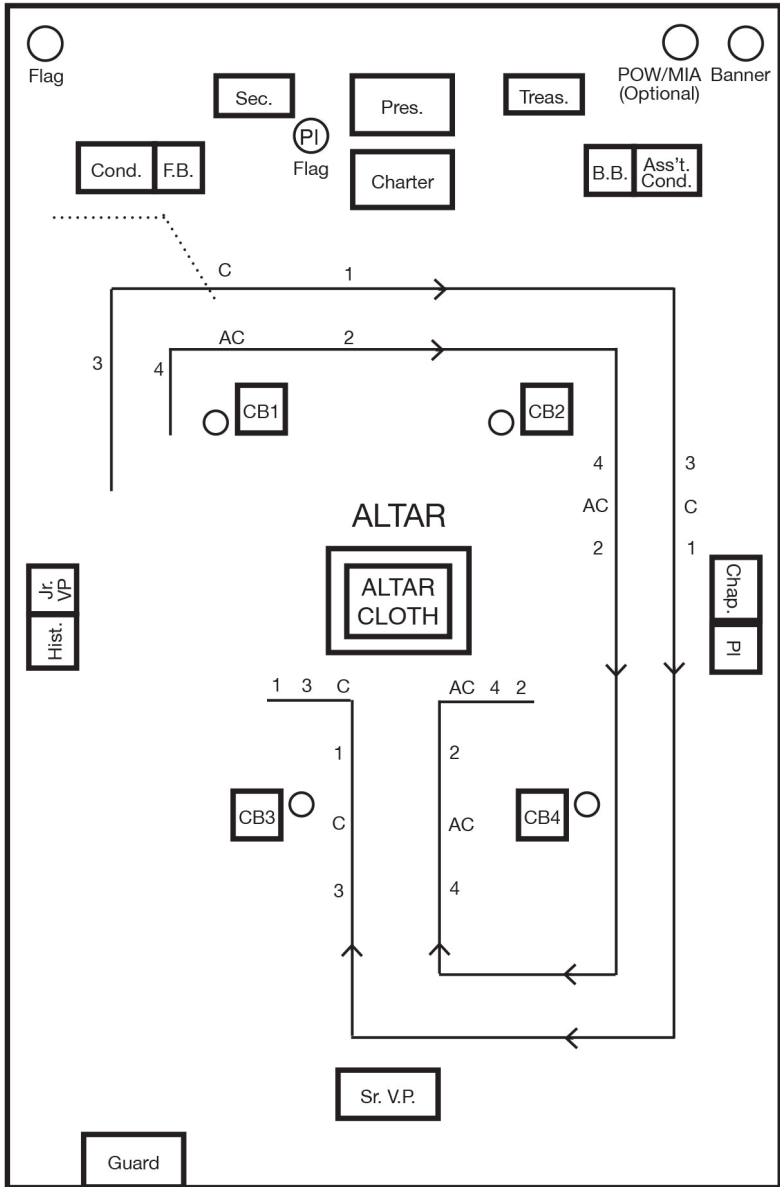 Flag
POW/MIA
(Optional)
Banner
Sec.
Pres.
Treas.
PI
Flag
Charter
Cond.
F.B.
B.B.
Ass't.
Cond.
C
1
AC
2
3
4
CB1
CB2
4
3
AC
C
2
1
ALTAR
ALTAR
CLOTH
Jr.
VP
Hist.
Chap.
PI
1 3 C
AC 4 2
1
2
CB3
C
AC
CB4
3
4
Sr. V.P.
Guard